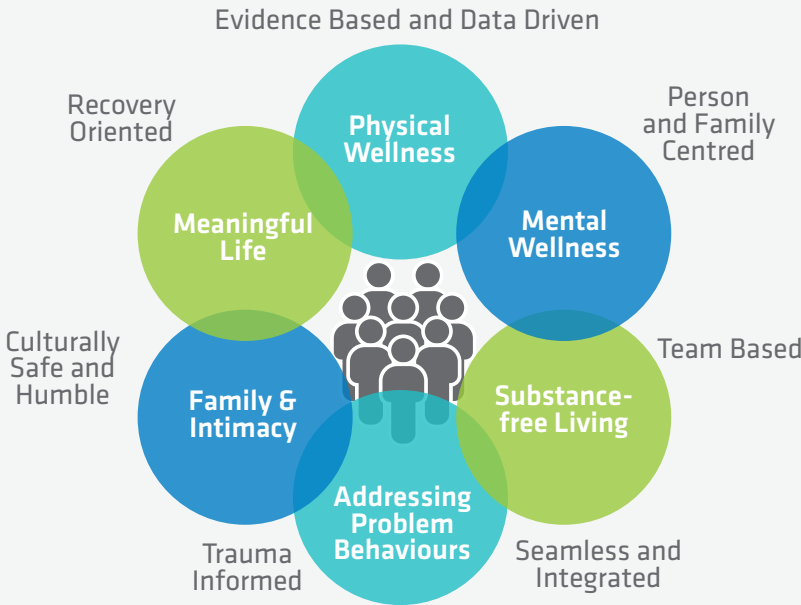 Evidence Based and Data Driven
Recovery
Oriented
Physical
Wellness
Person
and Family
Centred
Meaningful
Life
Mental
Wellness
Culturally
Safe and
Humble
Team Based
Family &
Intimacy
Substance-
free Living
Addressing
Problem
Behaviours
Trauma
Informed
Seamless and
Integrated